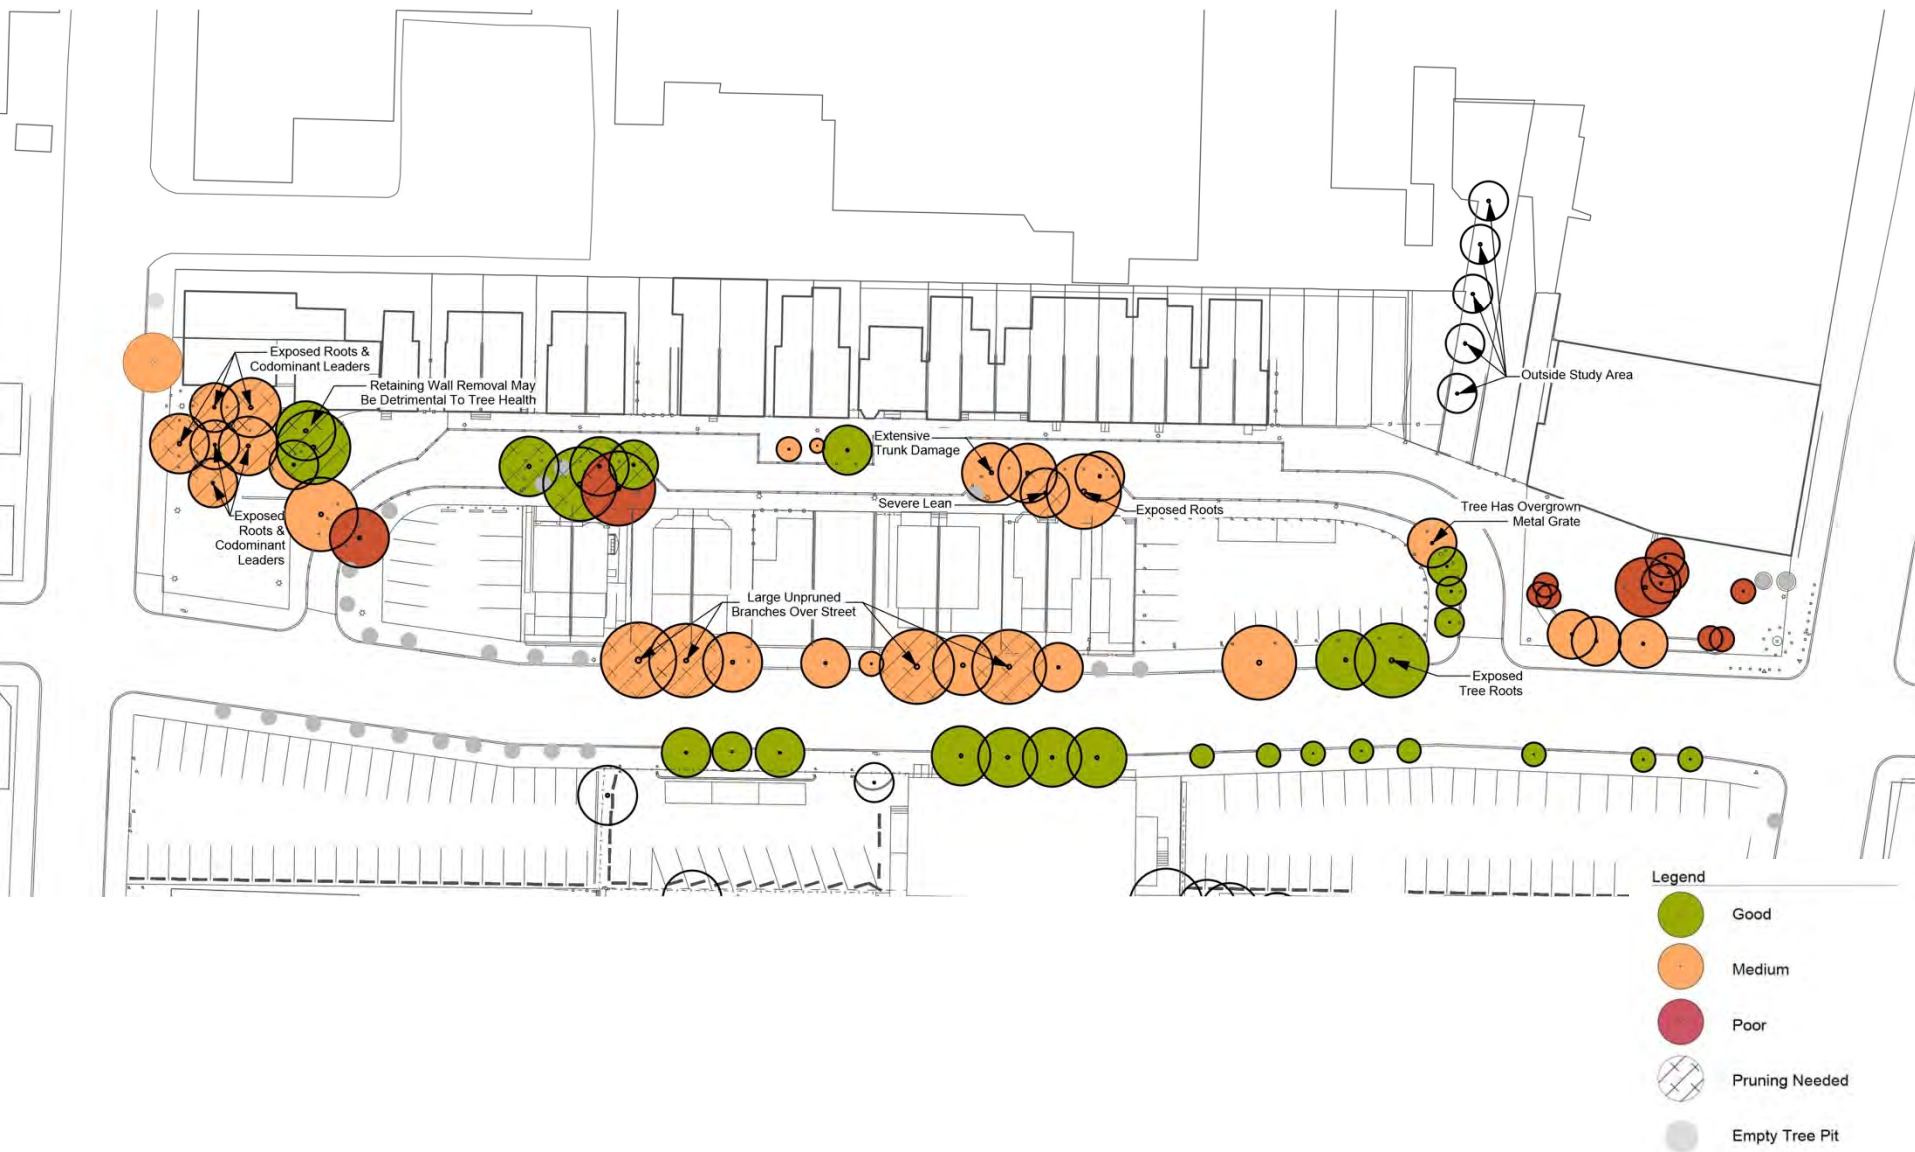 Exposed Roots &
Codominant Leaders
Retaining Wall Removal May
Be Detrimental To Tree Health
Outside Study Area
Extensive
Trunk Damage
Severe Lean
Exposed Roots
Tree Has Overgrown
Metal Grate
Exposed
Roots &
Codominant
Leaders
Large Unpruned
Branches Over Street
Exposed
Tree Roots
Legend
Good
Medium
Poor
Pruning Needed
Empty Tree Pit